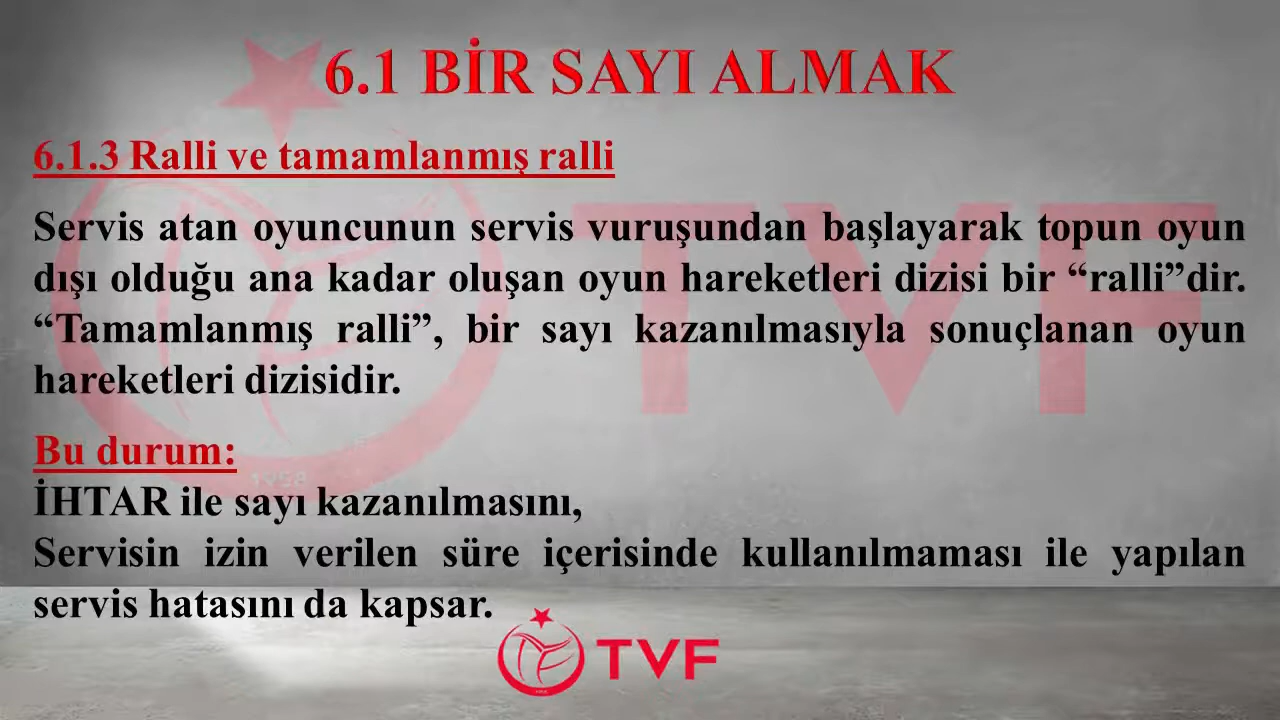 6.1 BİR SAYI ALMAK
6.1.3 Ralli ve tamamlanmış ralli
Servis atan oyuncunun servis vuruşundan başlayarak topun oyun
dışı olduğu ana kadar oluşan oyun hareketleri dizisi bir “ralli”dir.
“Tamamlanmış ralli”, bir sayı kazanılmasıyla sonuçlanan oyun
hareketleri dizisidir.
Bu durum:
İHTAR ile sayı kazanılmasını,
Servisin izin verilen süre içerisinde kullanılmaması ile yapılan
servis hatasını da kapsar.
TVF
TVF
1958